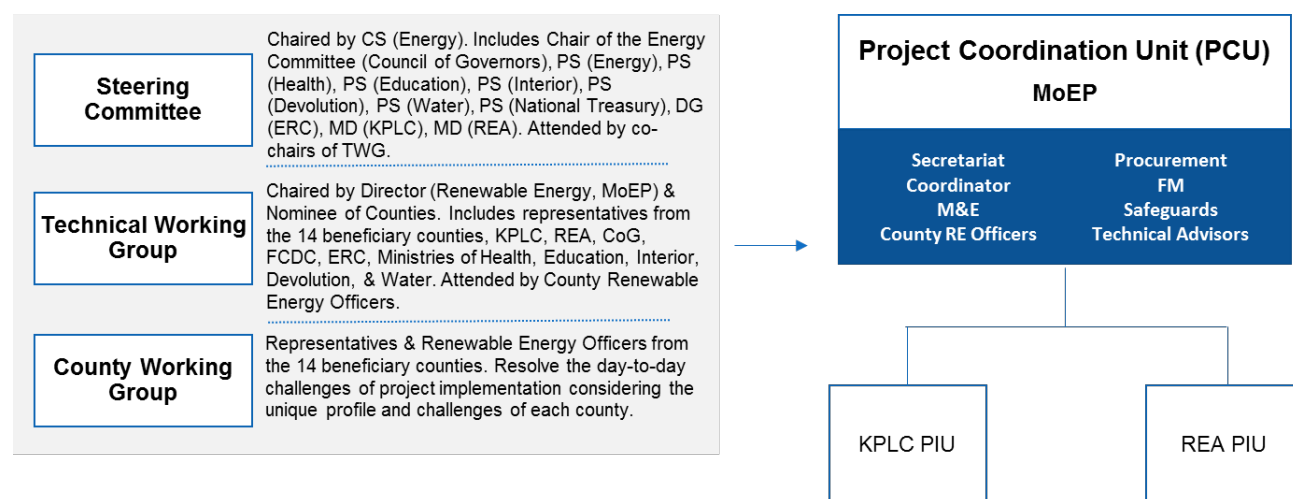 Steering
Committee
Chaired by CS (Energy). Includes Chair of the Energy
Committee (Council of Governors), PS (Energy), PS
(Health), PS (Education), PS (Interior), PS
(Devolution), PS (Water), PS (National Treasury), DG
(ERC), MD (KPLC), MD (REA). Attended by co-
chairs of TWG.
Technical Working
Group
Chaired by Director (Renewable Energy, MoEP) &
Nominee of Counties. Includes representatives from
the 14 beneficiary counties, KPLC, REA, CoG,
FCDC, ERC, Ministries of Health, Education, Interior,
Devolution, & Water. Attended by County Renewable
Energy Officers.
County Working
Group
Representatives & Renewable Energy Officers from
the 14 beneficiary counties. Resolve the day-to-day
challenges of project implementation considering the
unique profile and challenges of each county.
Project Coordination Unit (PCU)
MoEP
Secretariat
Coordinator
M&E
County RE Officers
Procurement
FM
Safeguards
Technical Advisors
KPLC PIU
REA PIU